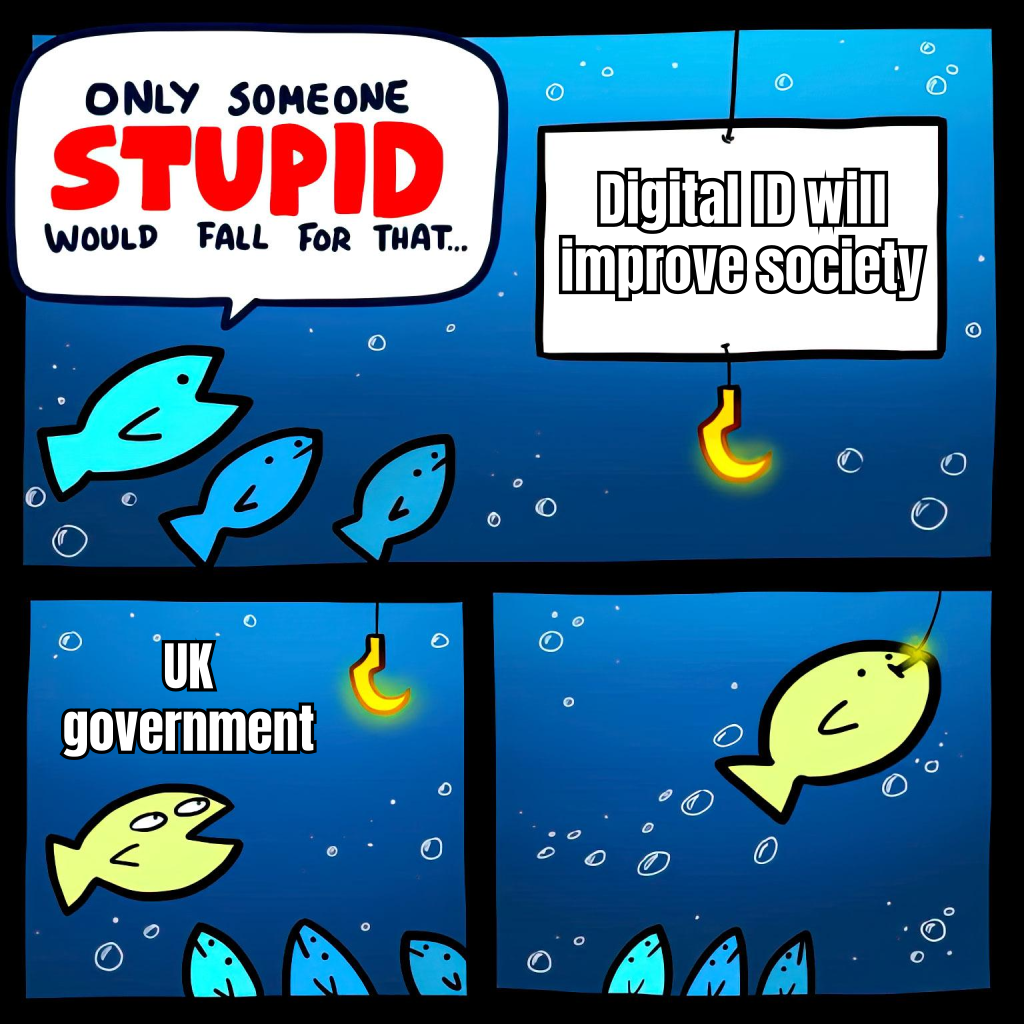 ONLY SOMEONE
STUPID
WOULD FALL FOR THAT...
Digital ID will
improve society
UK
government